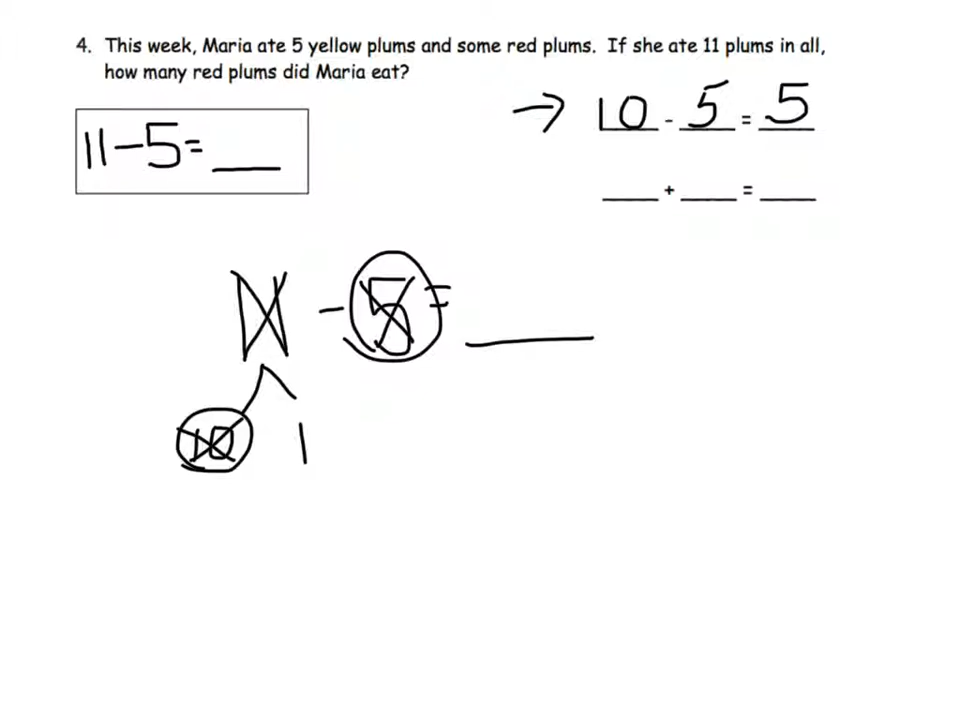 4. This week, Maria ate 5 yellow plums and some red plums. If she ate 11 plums in all,
how many red plums did Maria eat?
→ 10 - 5 = 5
11-5= ___
___ + ___ = ___
11 - 5 = ___
10 1